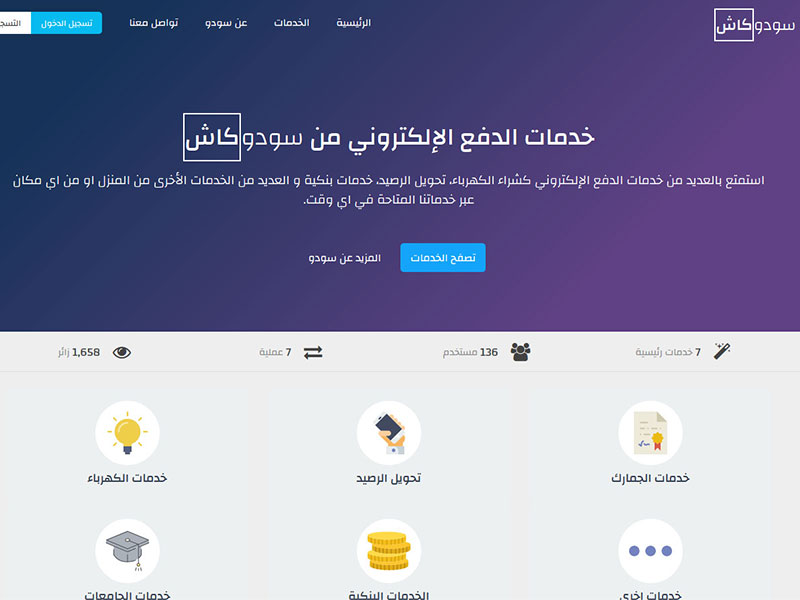 سودوكاش
الرئيسية
الخدمات
عن سودو
تواصل معنا
تسجيل الدخول
خدمات الدفع الإلكتروني من سودوكاش
استمتع بالعديد من خدمات الدفع الإلكتروني كشراء الكهرباء، تحويل الرصيد، خدمات بنكية و العديد من الخدمات الأخرى من المنزل او من اي مكان
عبر خدماتنا المتاحة في اي وقت.
تصفح الخدمات
المزيد عن سودو
7 خدمات رئيسية
136 مستخدم
7 عملية
1,658 زائر
خدمات الجمارك
تحويل الرصيد
خدمات الكهرباء
خدمات اخرى
الخدمات البنكية
خدمات الجامعات